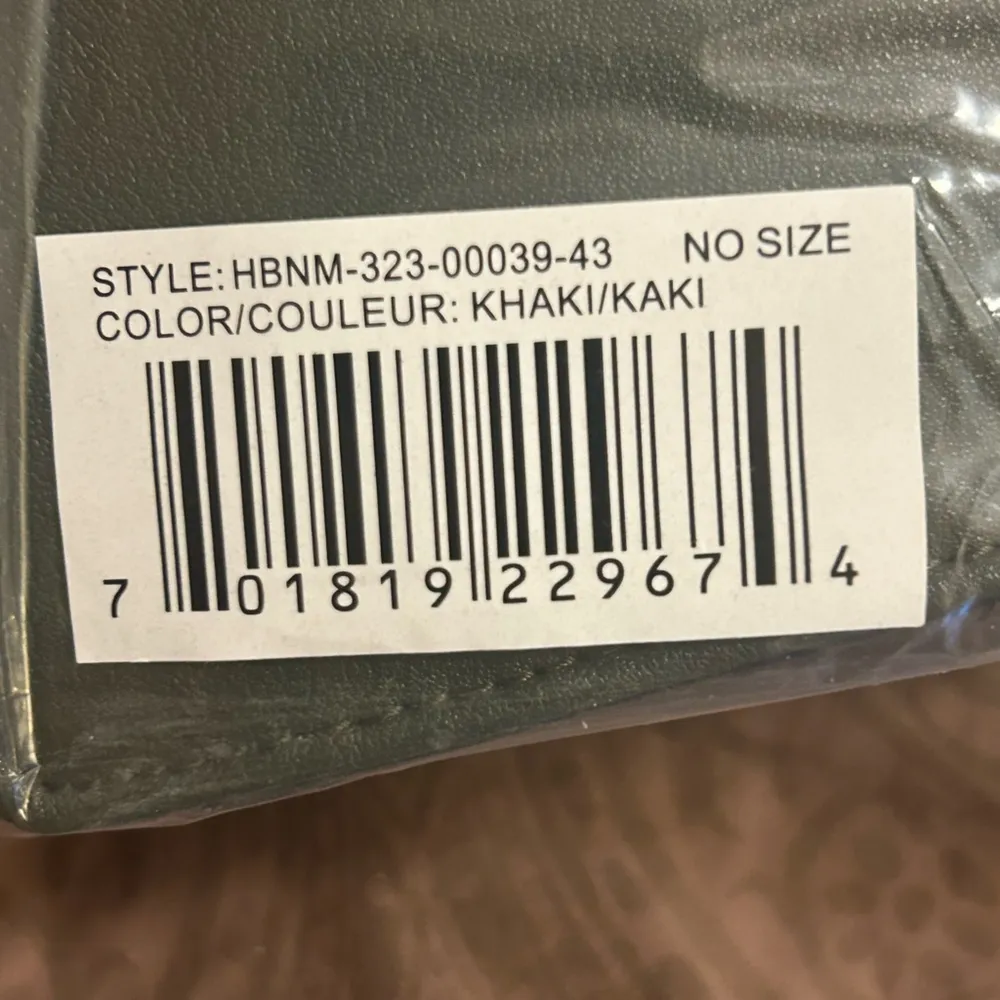 STYLE: HBNM-323-00039-43 NO SIZE
COLOR/COULEUR: KHAKI/KAKI
7 01819 22967 4